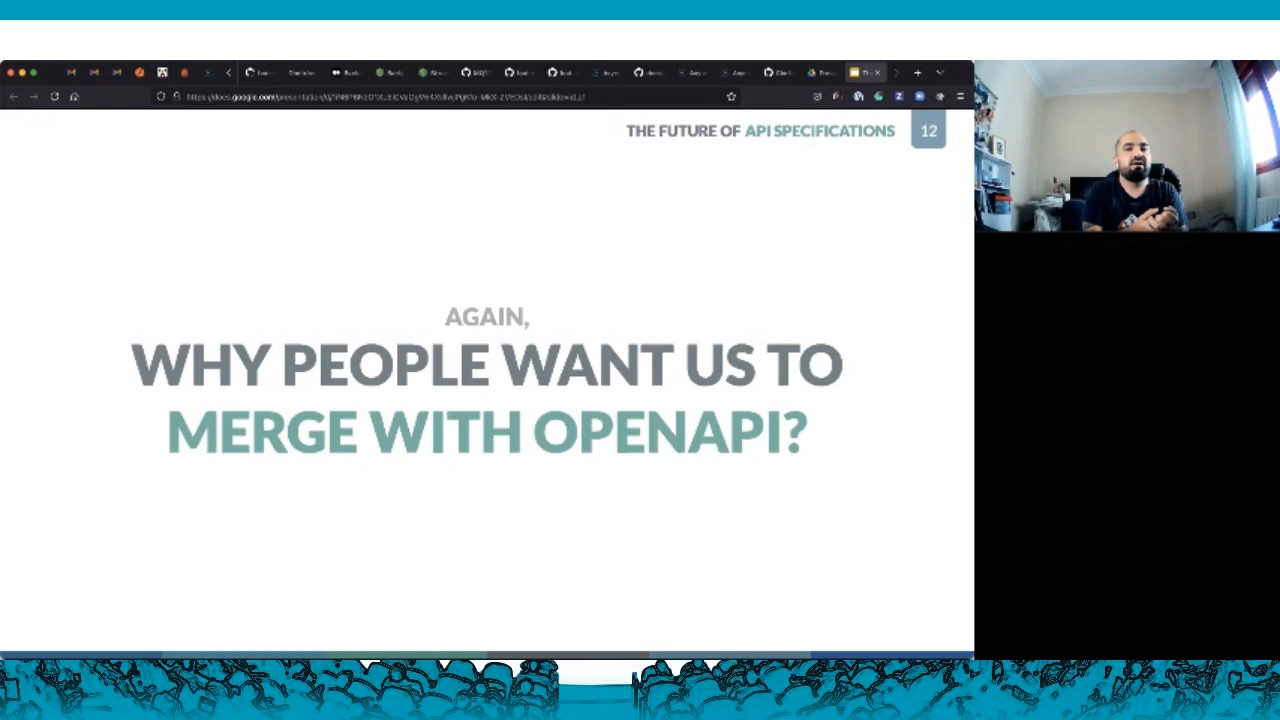 THE FUTURE OF API SPECIFICATIONS 12
AGAIN,
WHY PEOPLE WANT US TO
MERGE WITH OPENAPI?